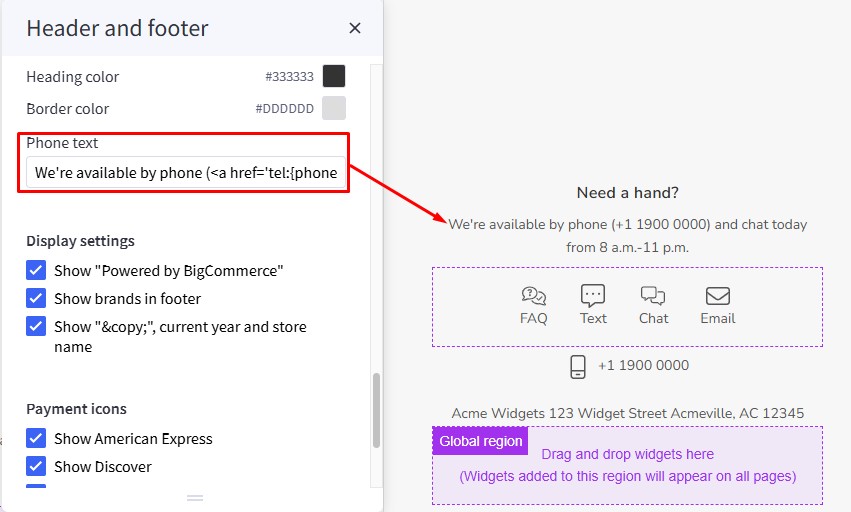 Header and footer
Heading color #333333
Border color #DDDDDD
Phone text
We're available by phone (<a href='tel:{phone
Display settings
Show "Powered by BigCommerce"
Show brands in footer
Show "&copy;", current year and store
name
Payment icons
Show American Express
Show Discover
Need a hand?
We're available by phone (+1 1900 0000) and chat today
from 8 a.m.-11 p.m.
FAQ Text Chat Email
+1 1900 0000
Acme Widgets 123 Widget Street Acmeville, AC 12345
Global region
Drag and drop widgets here
(Widgets added to this region will appear on all pages)